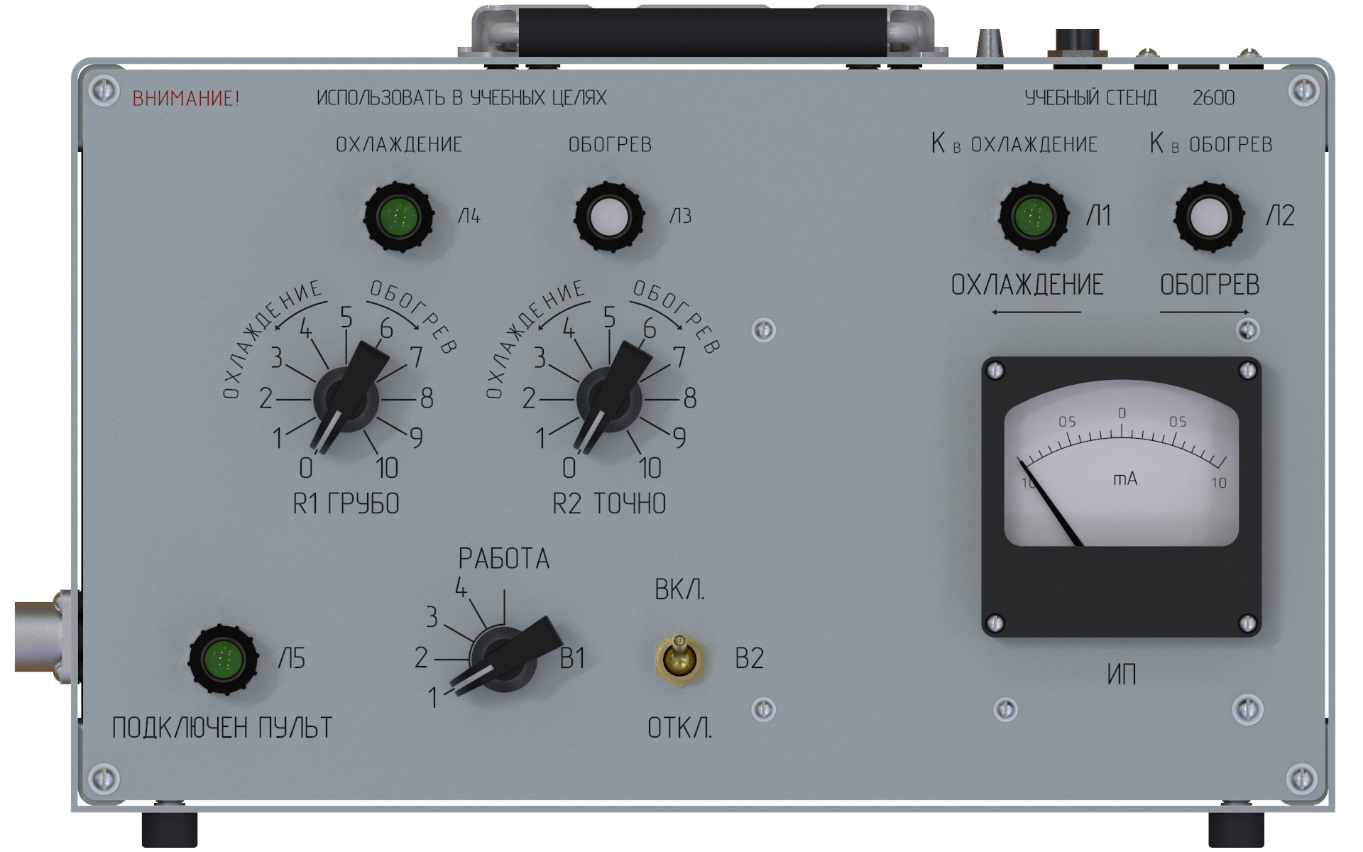 ВНИМАНИЕ! ИСПОЛЬЗОВАТЬ В УЧЕБНЫХ ЦЕЛЯХ УЧЕБНЫЙ СТЕНД 2600
ОХЛАЖДЕНИЕ ОБОГРЕВ К в ОХЛАЖДЕНИЕ К в ОБОГРЕВ
Л4 Л3 Л1 Л2
ОХЛАЖДЕНИЕ ОБОГРЕВ
ОХЛАЖДЕНИЕ ОБОГРЕВ
0 1 2 3 4 5 6 7 8 9 10
R1 ГРУБО
ОХЛАЖДЕНИЕ ОБОГРЕВ
0 1 2 3 4 5 6 7 8 9 10
R2 ТОЧНО
10 05 0 05 10
mA
ИП
РАБОТА
1 2 3 4
В1
ВКЛ.
В2
ОТКЛ.
Л5
ПОДКЛЮЧЕН ПУЛЬТ